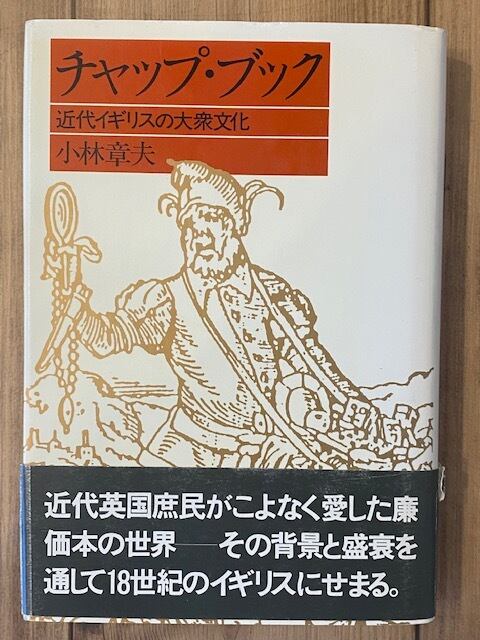 チャップ・ブック
近代イギリスの大衆文化
小林章夫
近代英国庶民がこよなく愛した廉
価本の世界――その背景と盛衰を
通して18世紀のイギリスにせまる。